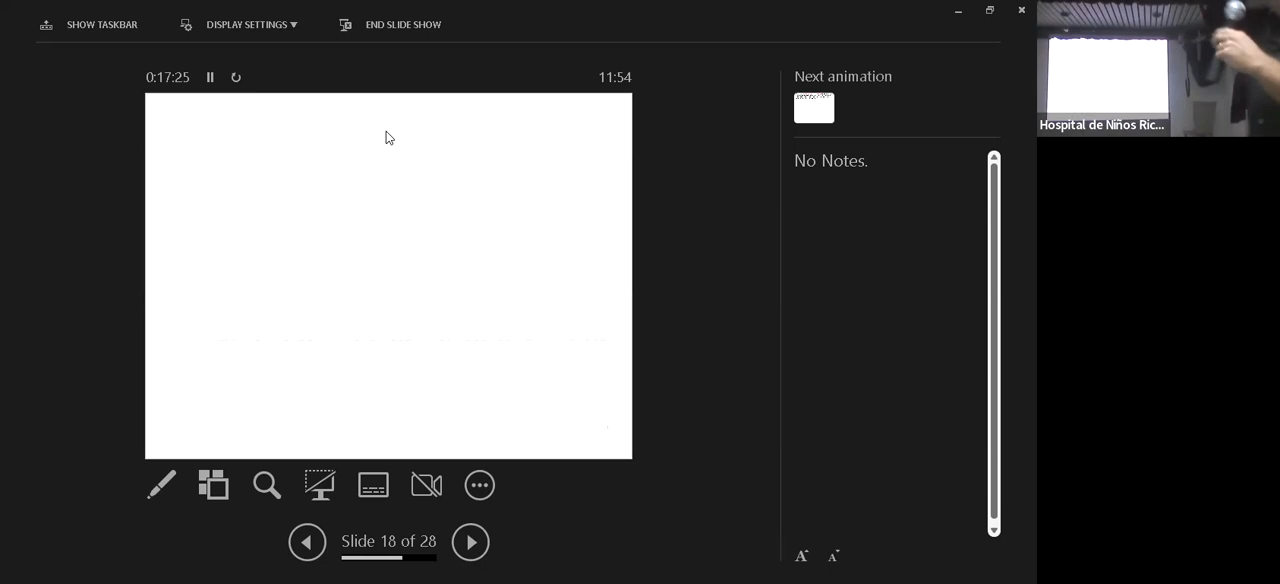 SHOW TASKBAR
DISPLAY SETTINGS ▼
END SLIDE SHOW
0:17:25
11:54
Next animation
No Notes.
Hospital de Niños Ric...
Slide 18 of 28
A A